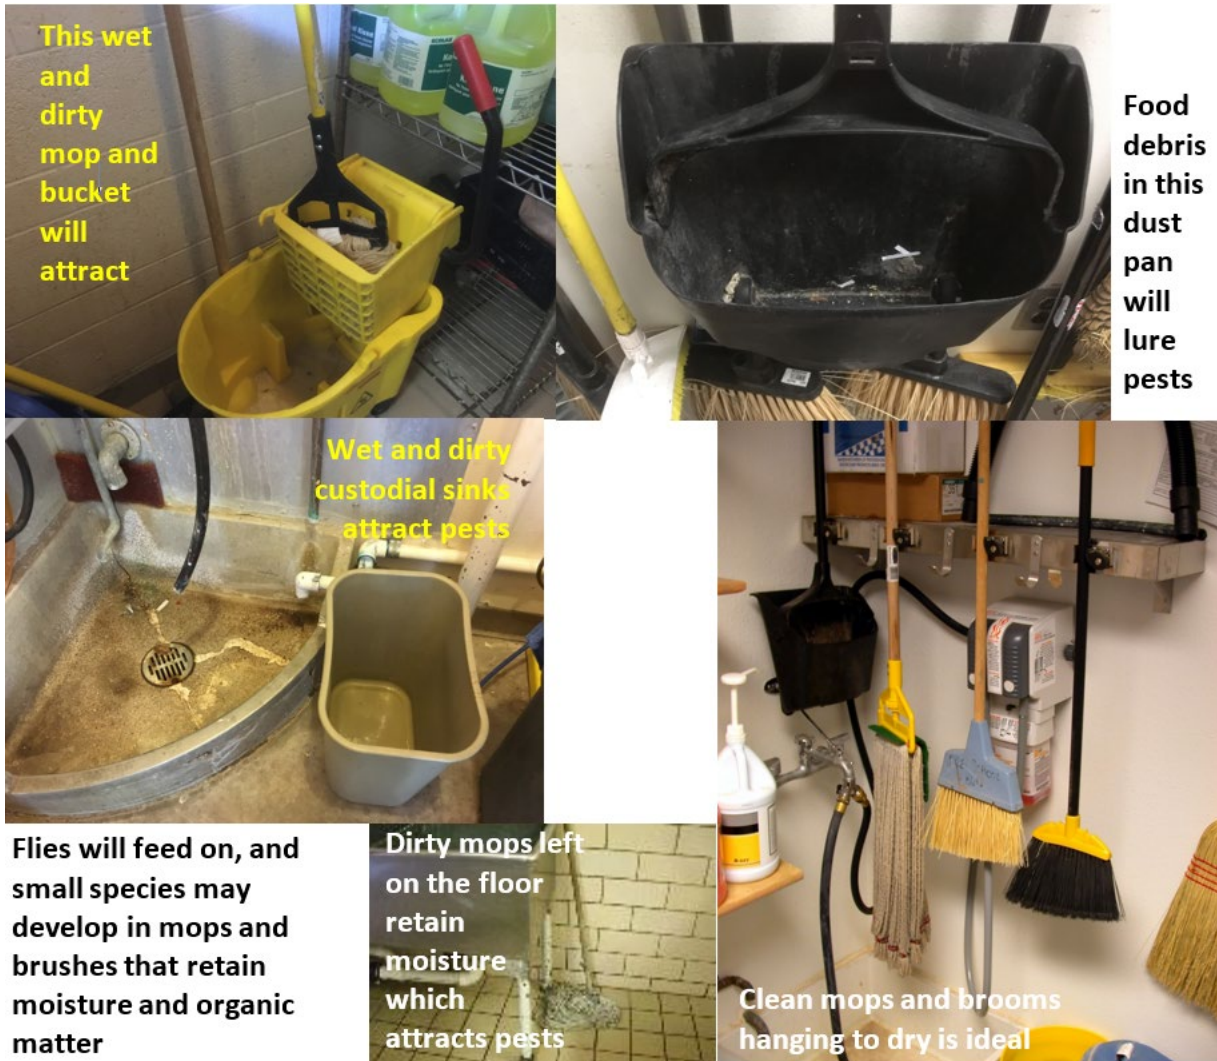 This wet
and
dirty
mop and
bucket
will
attract
Food
debris
in this
dust
pan
will
lure
pests
Wet and dirty
custodial sinks
attract pests
Flies will feed on, and
small species may
develop in mops and
brushes that retain
moisture and organic
matter
Dirty mops left
on the floor
retain
moisture
which
attracts pests
Clean mops and brooms
hanging to dry is ideal